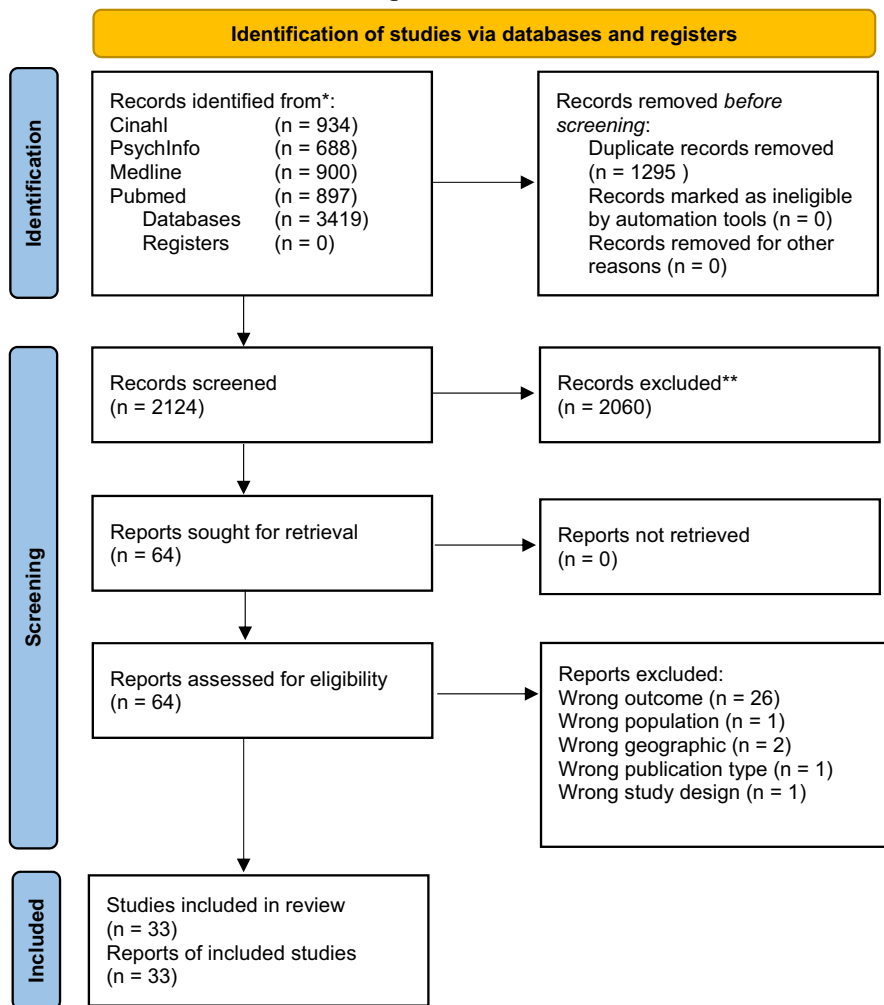 Identification of studies via databases and registers
Identification
Records identified from*:
Cinahl (n = 934)
PsychInfo (n = 688)
Medline (n = 900)
Pubmed (n = 897)
Databases (n = 3419)
Registers (n = 0)
Records removed before
screening:
Duplicate records removed
(n = 1295 )
Records marked as ineligible
by automation tools (n = 0)
Records removed for other
reasons (n = 0)
Screening
Records screened
(n = 2124)
Records excluded**
(n = 2060)
Reports sought for retrieval
(n = 64)
Reports not retrieved
(n = 0)
Reports assessed for eligibility
(n = 64)
Reports excluded:
Wrong outcome (n = 26)
Wrong population (n = 1)
Wrong geographic (n = 2)
Wrong publication type (n = 1)
Wrong study design (n = 1)
Included
Studies included in review
(n = 33)
Reports of included studies
(n = 33)